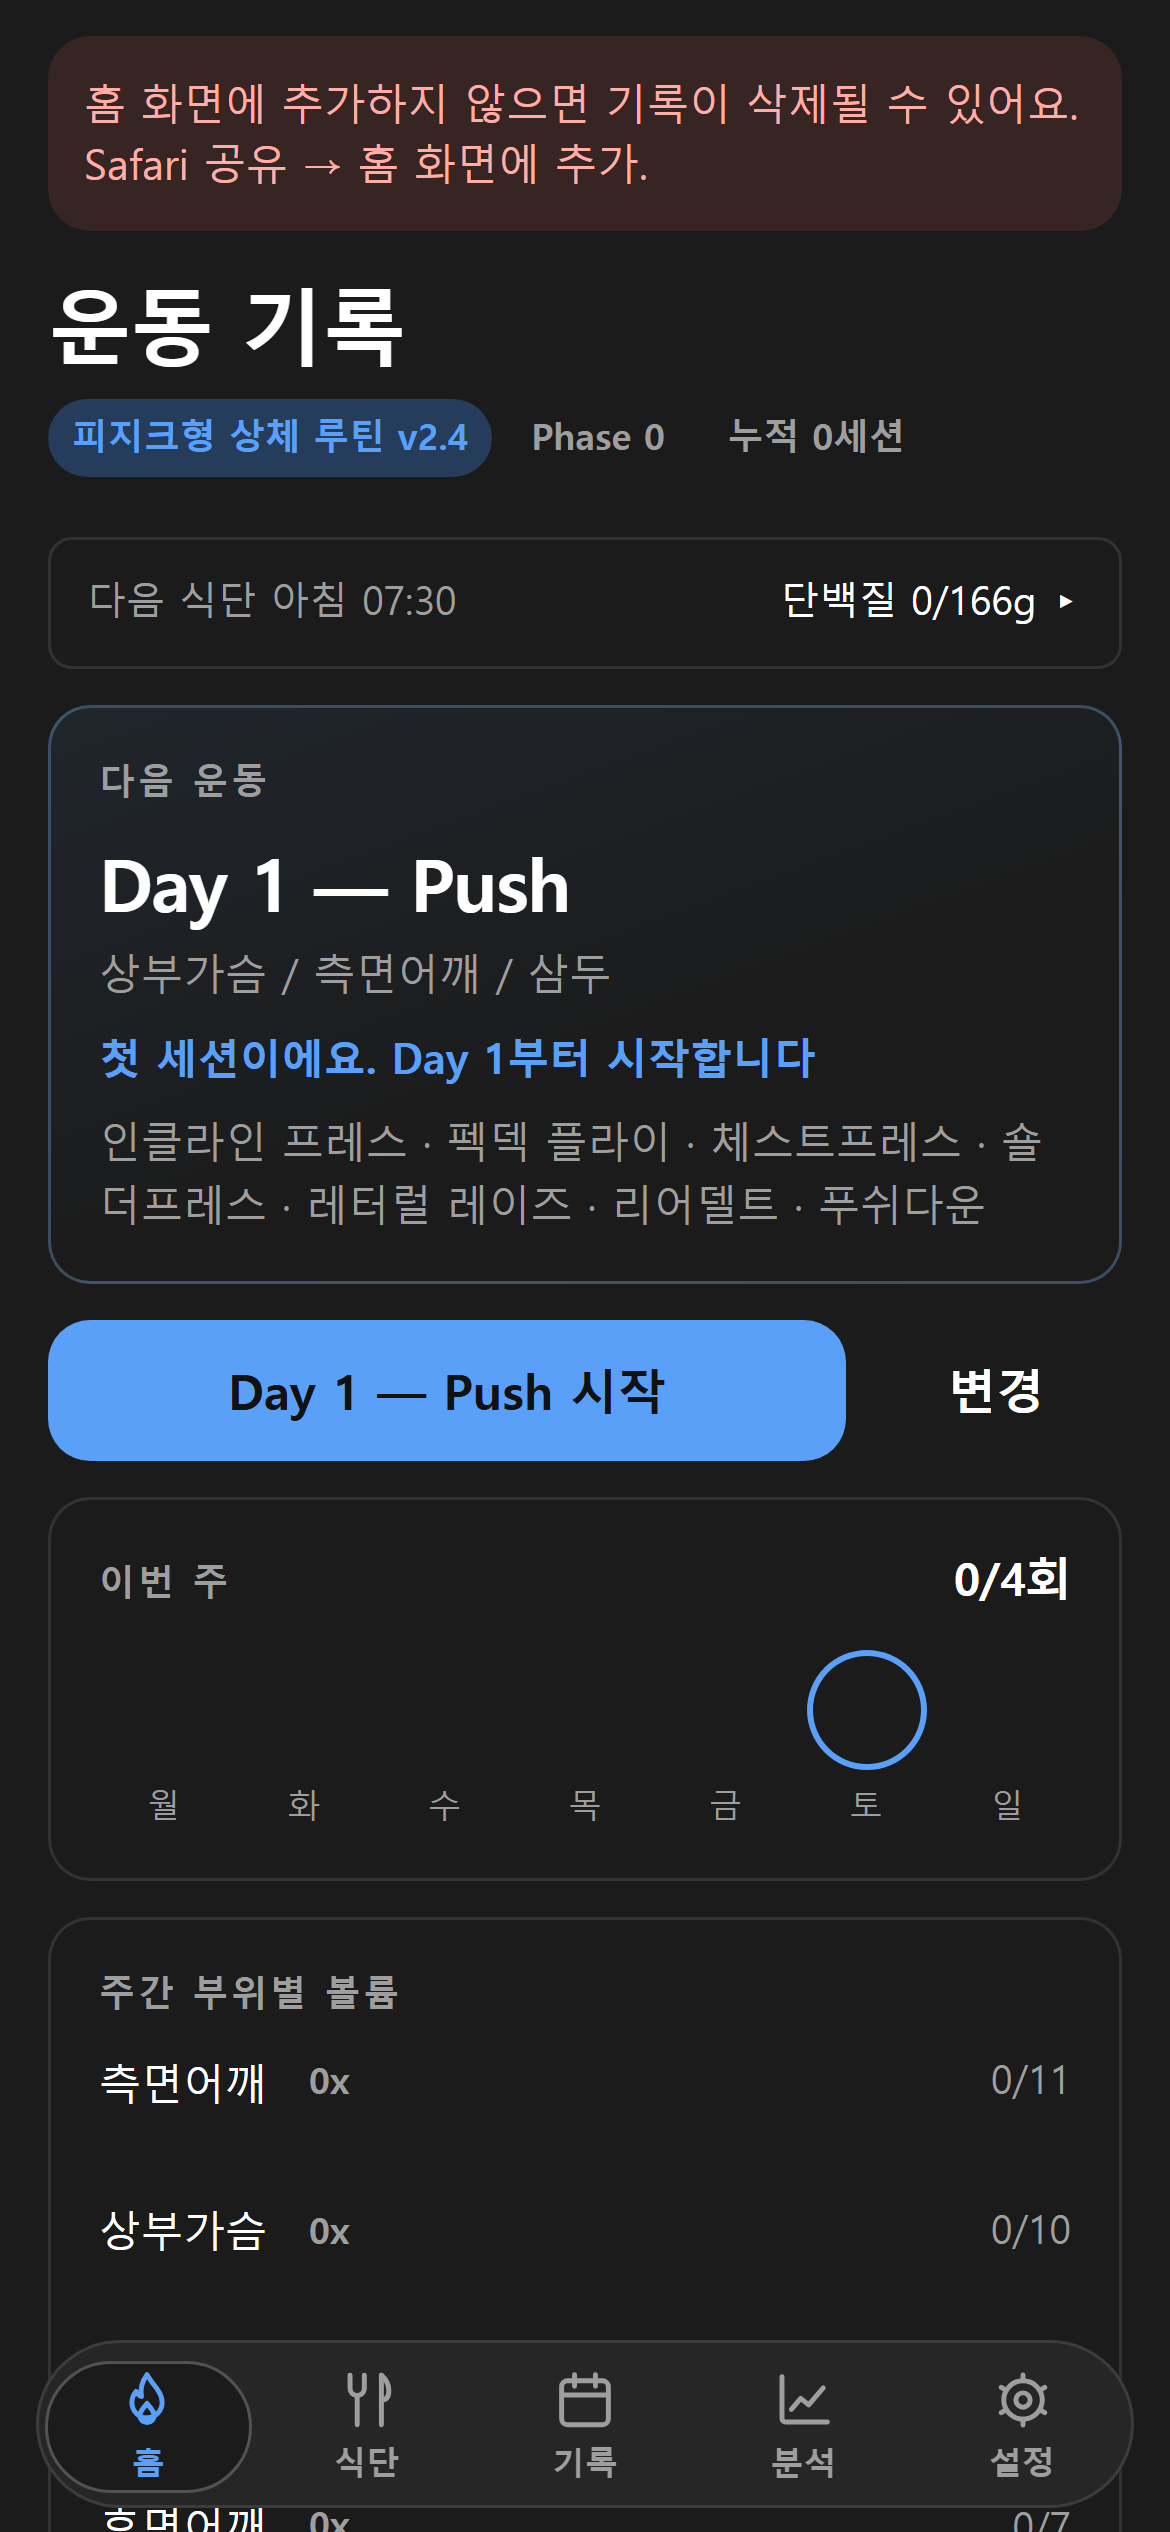 홈 화면에 추가하지 않으면 기록이 삭제될 수 있어요.
Safari 공유 → 홈 화면에 추가.
운동 기록
피지크형 상체 루틴 v2.4 Phase 0 누적 0세션
다음 식단 아침 07:30 단백질 0/166g ▸
다음 운동
Day 1 — Push
상부가슴 / 측면어깨 / 삼두
첫 세션이에요. Day 1부터 시작합니다
인클라인 프레스 · 펙덱 플라이 · 체스트프레스 · 숄
더프레스 · 레터럴 레이즈 · 리어델트 · 푸쉬다운
Day 1 — Push 시작 변경
이번 주 0/4회
월 화 수 목 금 토 일
주간 부위별 볼륨
측면어깨 0x 0/11
상부가슴 0x 0/10
홈 식단 기록 분석 설정
후면어깨 0x 0/7